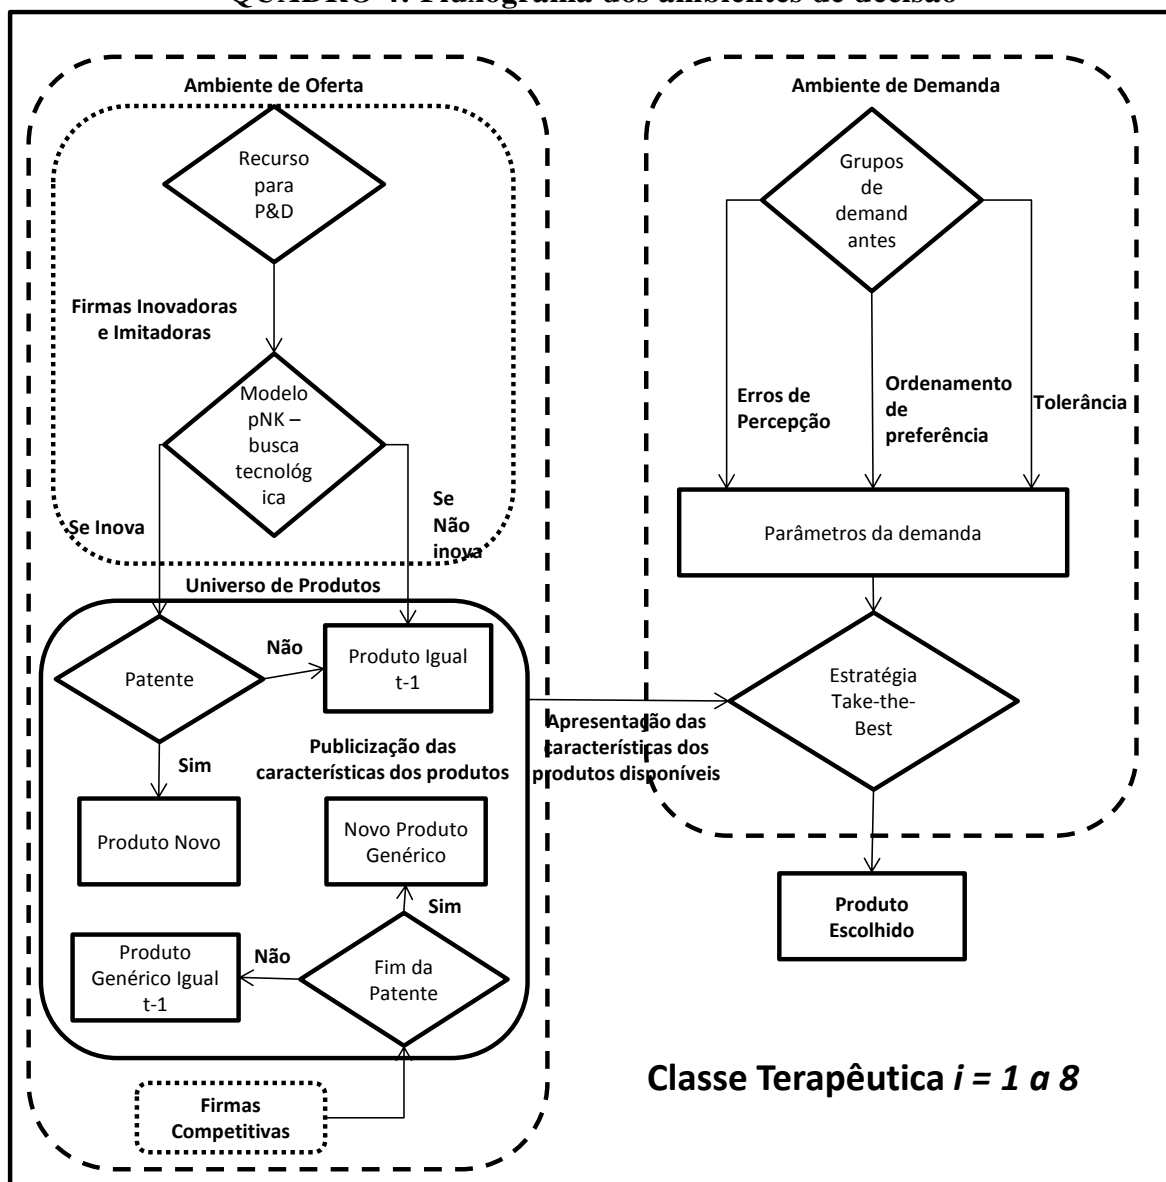 QUADRO 4: Fluxograma dos ambientes de decisão
Ambiente de Oferta
Recurso
para
P&D
Firmas Inovadoras
e Imitadoras
Modelo
pNK –
busca
tecnológ
ica
Se Inova
Se
Não
inova
Universo de Produtos
Patente
Não
Produto Igual
t-1
Sim
Publicização das
características dos produtos
Produto Novo
Novo Produto
Genérico
Sim
Produto
Genérico Igual
t-1
Não
Fim da
Patente
Firmas
Competitivas
Apresentação das
características dos
produtos disponíveis
Ambiente de Demanda
Grupos
de
demand
antes
Erros de
Percepção
Ordenamento
de
preferência
Tolerância
Parâmetros da demanda
Estratégia
Take-the-
Best
Produto
Escolhido
Classe Terapêutica i = 1 a 8